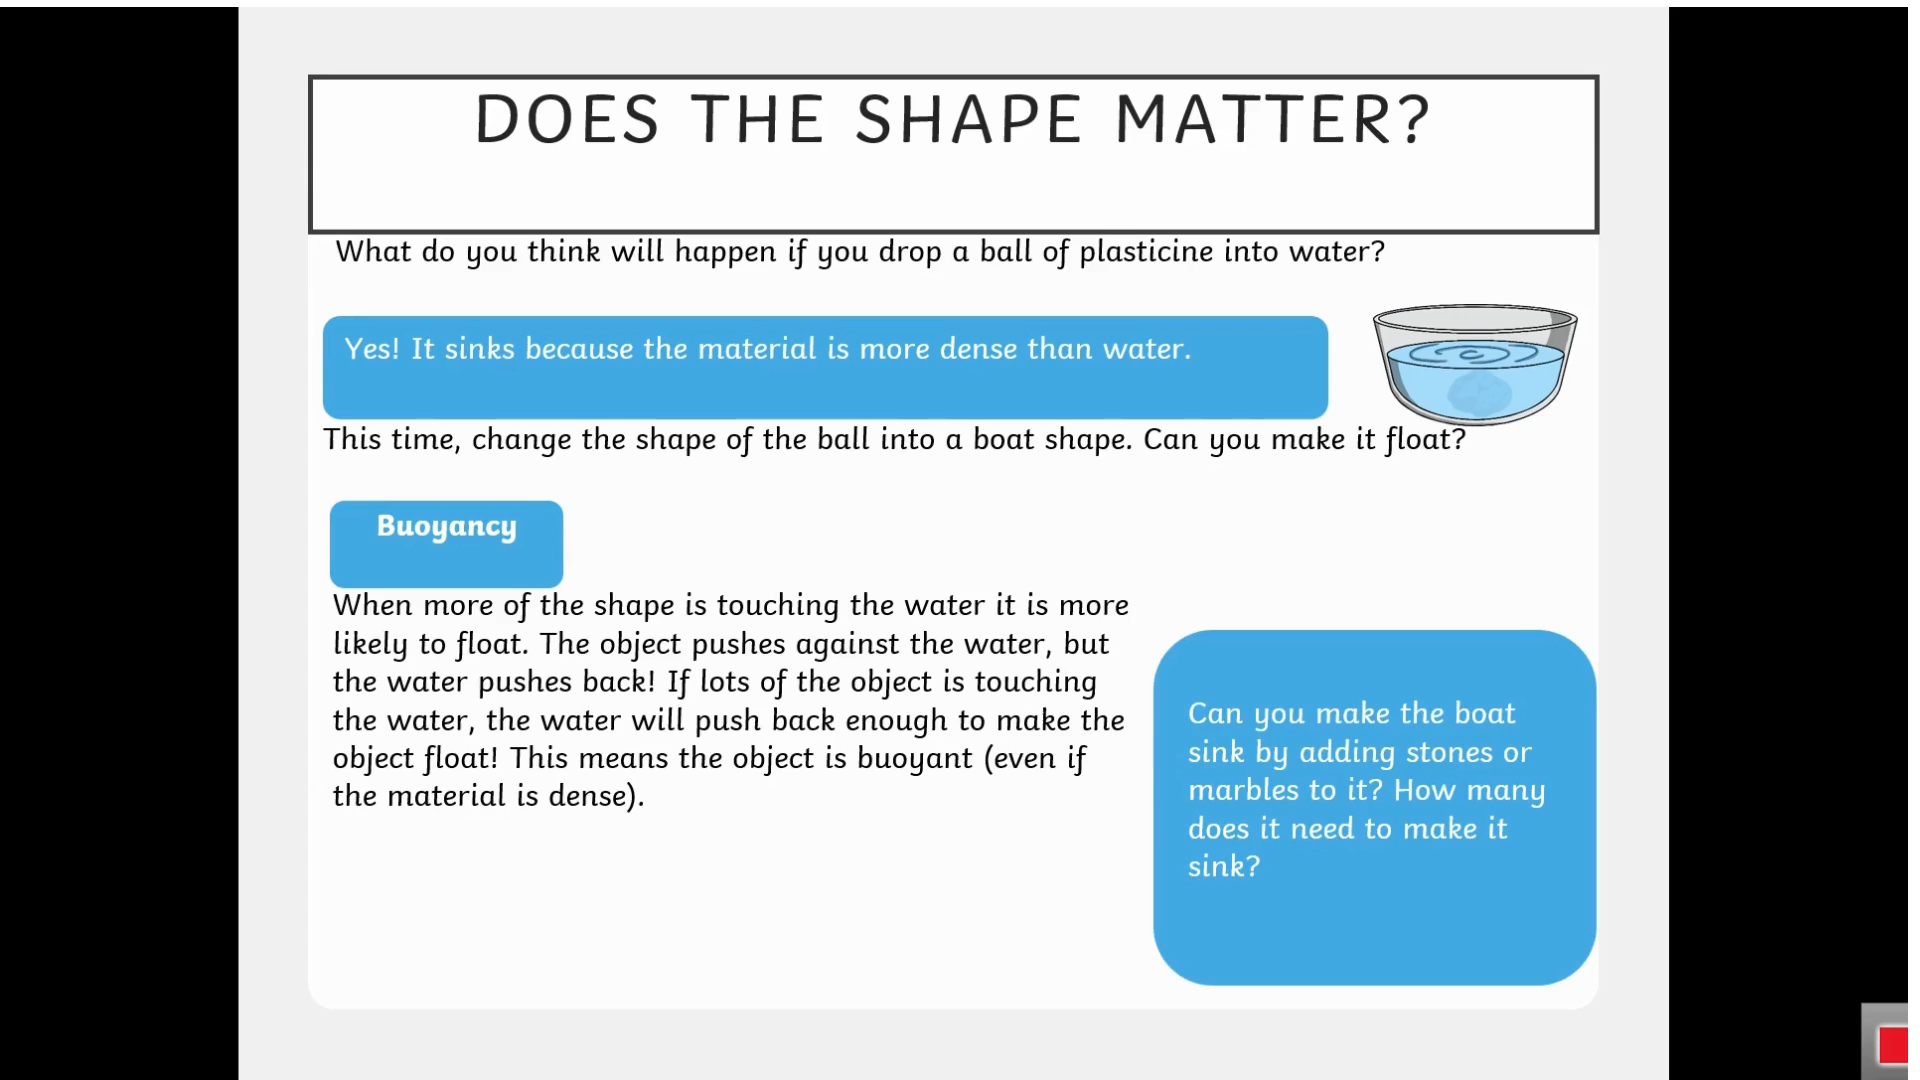 DOES THE SHAPE MATTER?
What do you think will happen if you drop a ball of plasticine into water?
Yes! It sinks because the material is more dense than water.
This time, change the shape of the ball into a boat shape. Can you make it float?
Buoyancy
When more of the shape is touching the water it is more
likely to float. The object pushes against the water, but
the water pushes back! If lots of the object is touching
the water, the water will push back enough to make the
object float! This means the object is buoyant (even if
the material is dense).
Can you make the boat
sink by adding stones or
marbles to it? How many
does it need to make it
sink?